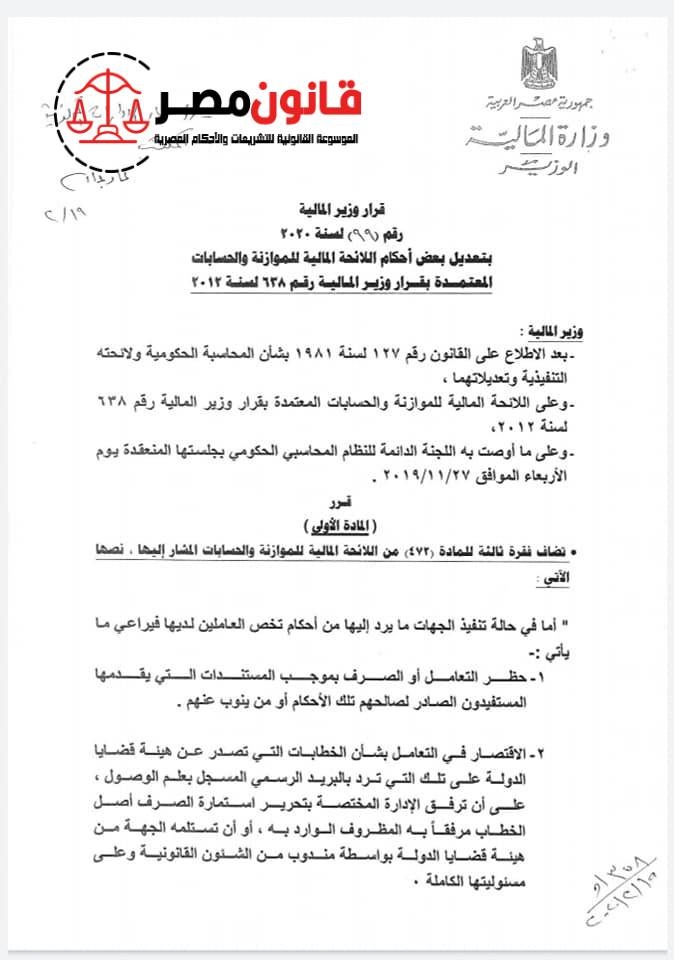 قانون مصر
الموسوعة القانونية للتشريعات والأحكام المصرية
جمهورية مصر العربية
وزارة المالية
الوزير
٢/١٩
قرار وزير المالية
رقم (٩٩) لسنة ٢٠٢٠
بتعديل بعض أحكام اللائحة المالية للموازنة والحسابات
المعتمدة بقرار وزير المالية رقم ٦٣٨ لسنة ٢٠١٢
وزير المالية :
ـ بعد الاطلاع على القانون رقم ١٢٧ لسنة ١٩٨١ بشأن المحاسبة الحكومية ولائحته
التنفيذية وتعديلاتهما ،
ـ وعلى اللائحة المالية للموازنة والحسابات المعتمدة بقرار وزير المالية رقم ٦٣٨
لسنة ٢٠١٢،
ـ وعلى ما أوصت به اللجنة الدائمة للنظام المحاسبي الحكومي بجلستها المنعقدة يوم
الأربعاء الموافق ٢٠١٩/١١/٢٧ .
قرر
( المادة الأولى )
• تضاف فقرة ثالثة للمادة (٤٧٢) من اللائحة المالية للموازنة والحسابات المشار إليها ، نصها
الآتي :
" أما في حالة تنفيذ الجهات ما يرد إليها من أحكام تخص العاملين لديها فيراعي ما
يأتي :-
١- حظر التعامل أو الصرف بموجب المستندات التي يقدمها
المستفيدون الصادر لصالحهم تلك الأحكام أو من ينوب عنهم .
٢- الاقتصار في التعامل بشأن الخطابات التي تصدر عن هيئة قضايا
الدولة على تلك التي ترد بالبريد الرسمي المسجل بعلم الوصول ،
على أن ترفق الإدارة المختصة بتحرير استمارة الصرف أصل
الخطاب مرفقاً به المظروف الوارد به ، أو أن تستلمه الجهة من
هيئة قضايا الدولة بواسطة مندوب من الشئون القانونية وعلى
مسئوليتها الكاملة .